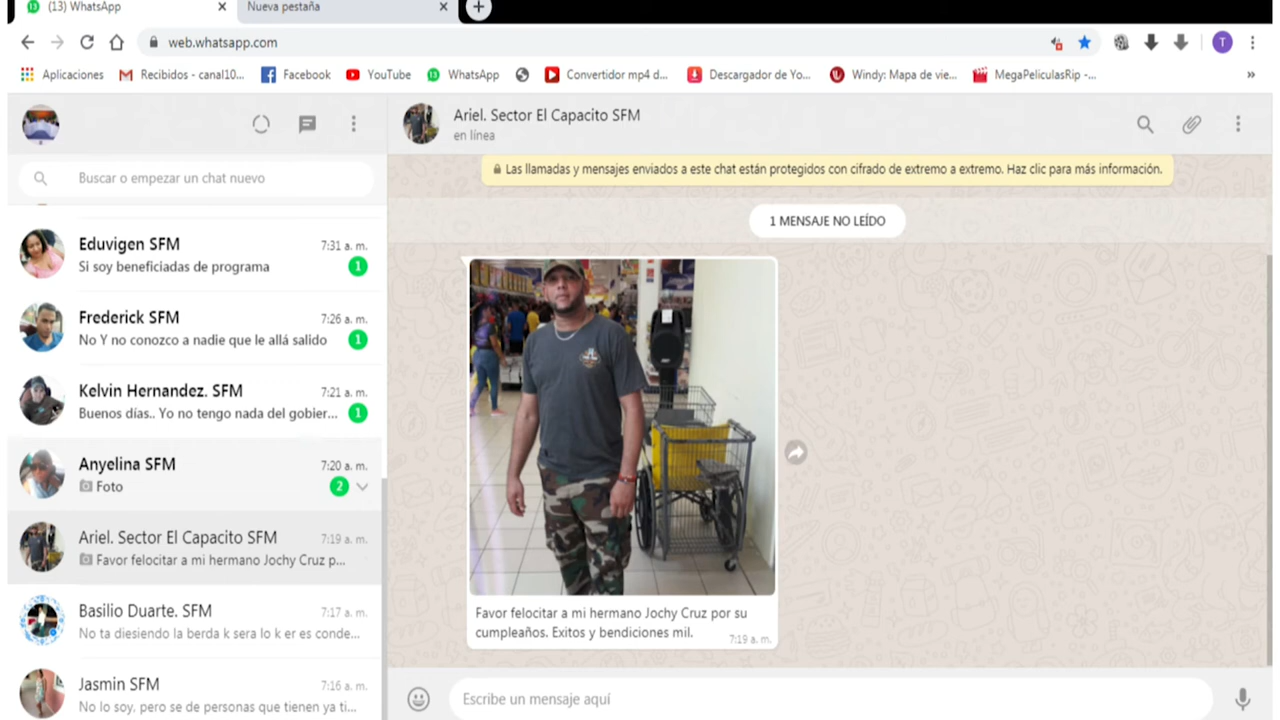 (13) WhatsApp
Nueva pestaña
web.whatsapp.com
T
Aplicaciones
Recibidos - canal10...
Facebook
YouTube
WhatsApp
Convertidor mp4 d...
Descargador de Yo...
Windy: Mapa de vie...
MegaPeliculasRip -...
»
Ariel. Sector El Capacito SFM
en línea
Buscar o empezar un chat nuevo
Las llamadas y mensajes enviados a este chat están protegidos con cifrado de extremo a extremo. Haz clic para más información.
1 MENSAJE NO LEÍDO
Eduvigen SFM
7:31 a. m.
Si soy beneficiadas de programa
1
Frederick SFM
7:26 a. m.
No Y no conozco a nadie que le allá salido
1
Kelvin Hernandez. SFM
7:21 a. m.
Buenos días.. Yo no tengo nada del gobier...
1
Anyelina SFM
7:20 a. m.
Foto
2
Ariel. Sector El Capacito SFM
7:19 a. m.
Favor felocitar a mi hermano Jochy Cruz p...
Basilio Duarte. SFM
7:17 a. m.
No ta diesiendo la berda k sera lo k er es conde...
Jasmin SFM
7:16 a. m.
No lo soy, pero se de personas que tienen ya ti...
Favor felocitar a mi hermano Jochy Cruz por su
cumpleaños. Exitos y bendiciones mil.
7:19 a. m.
Escribe un mensaje aquí